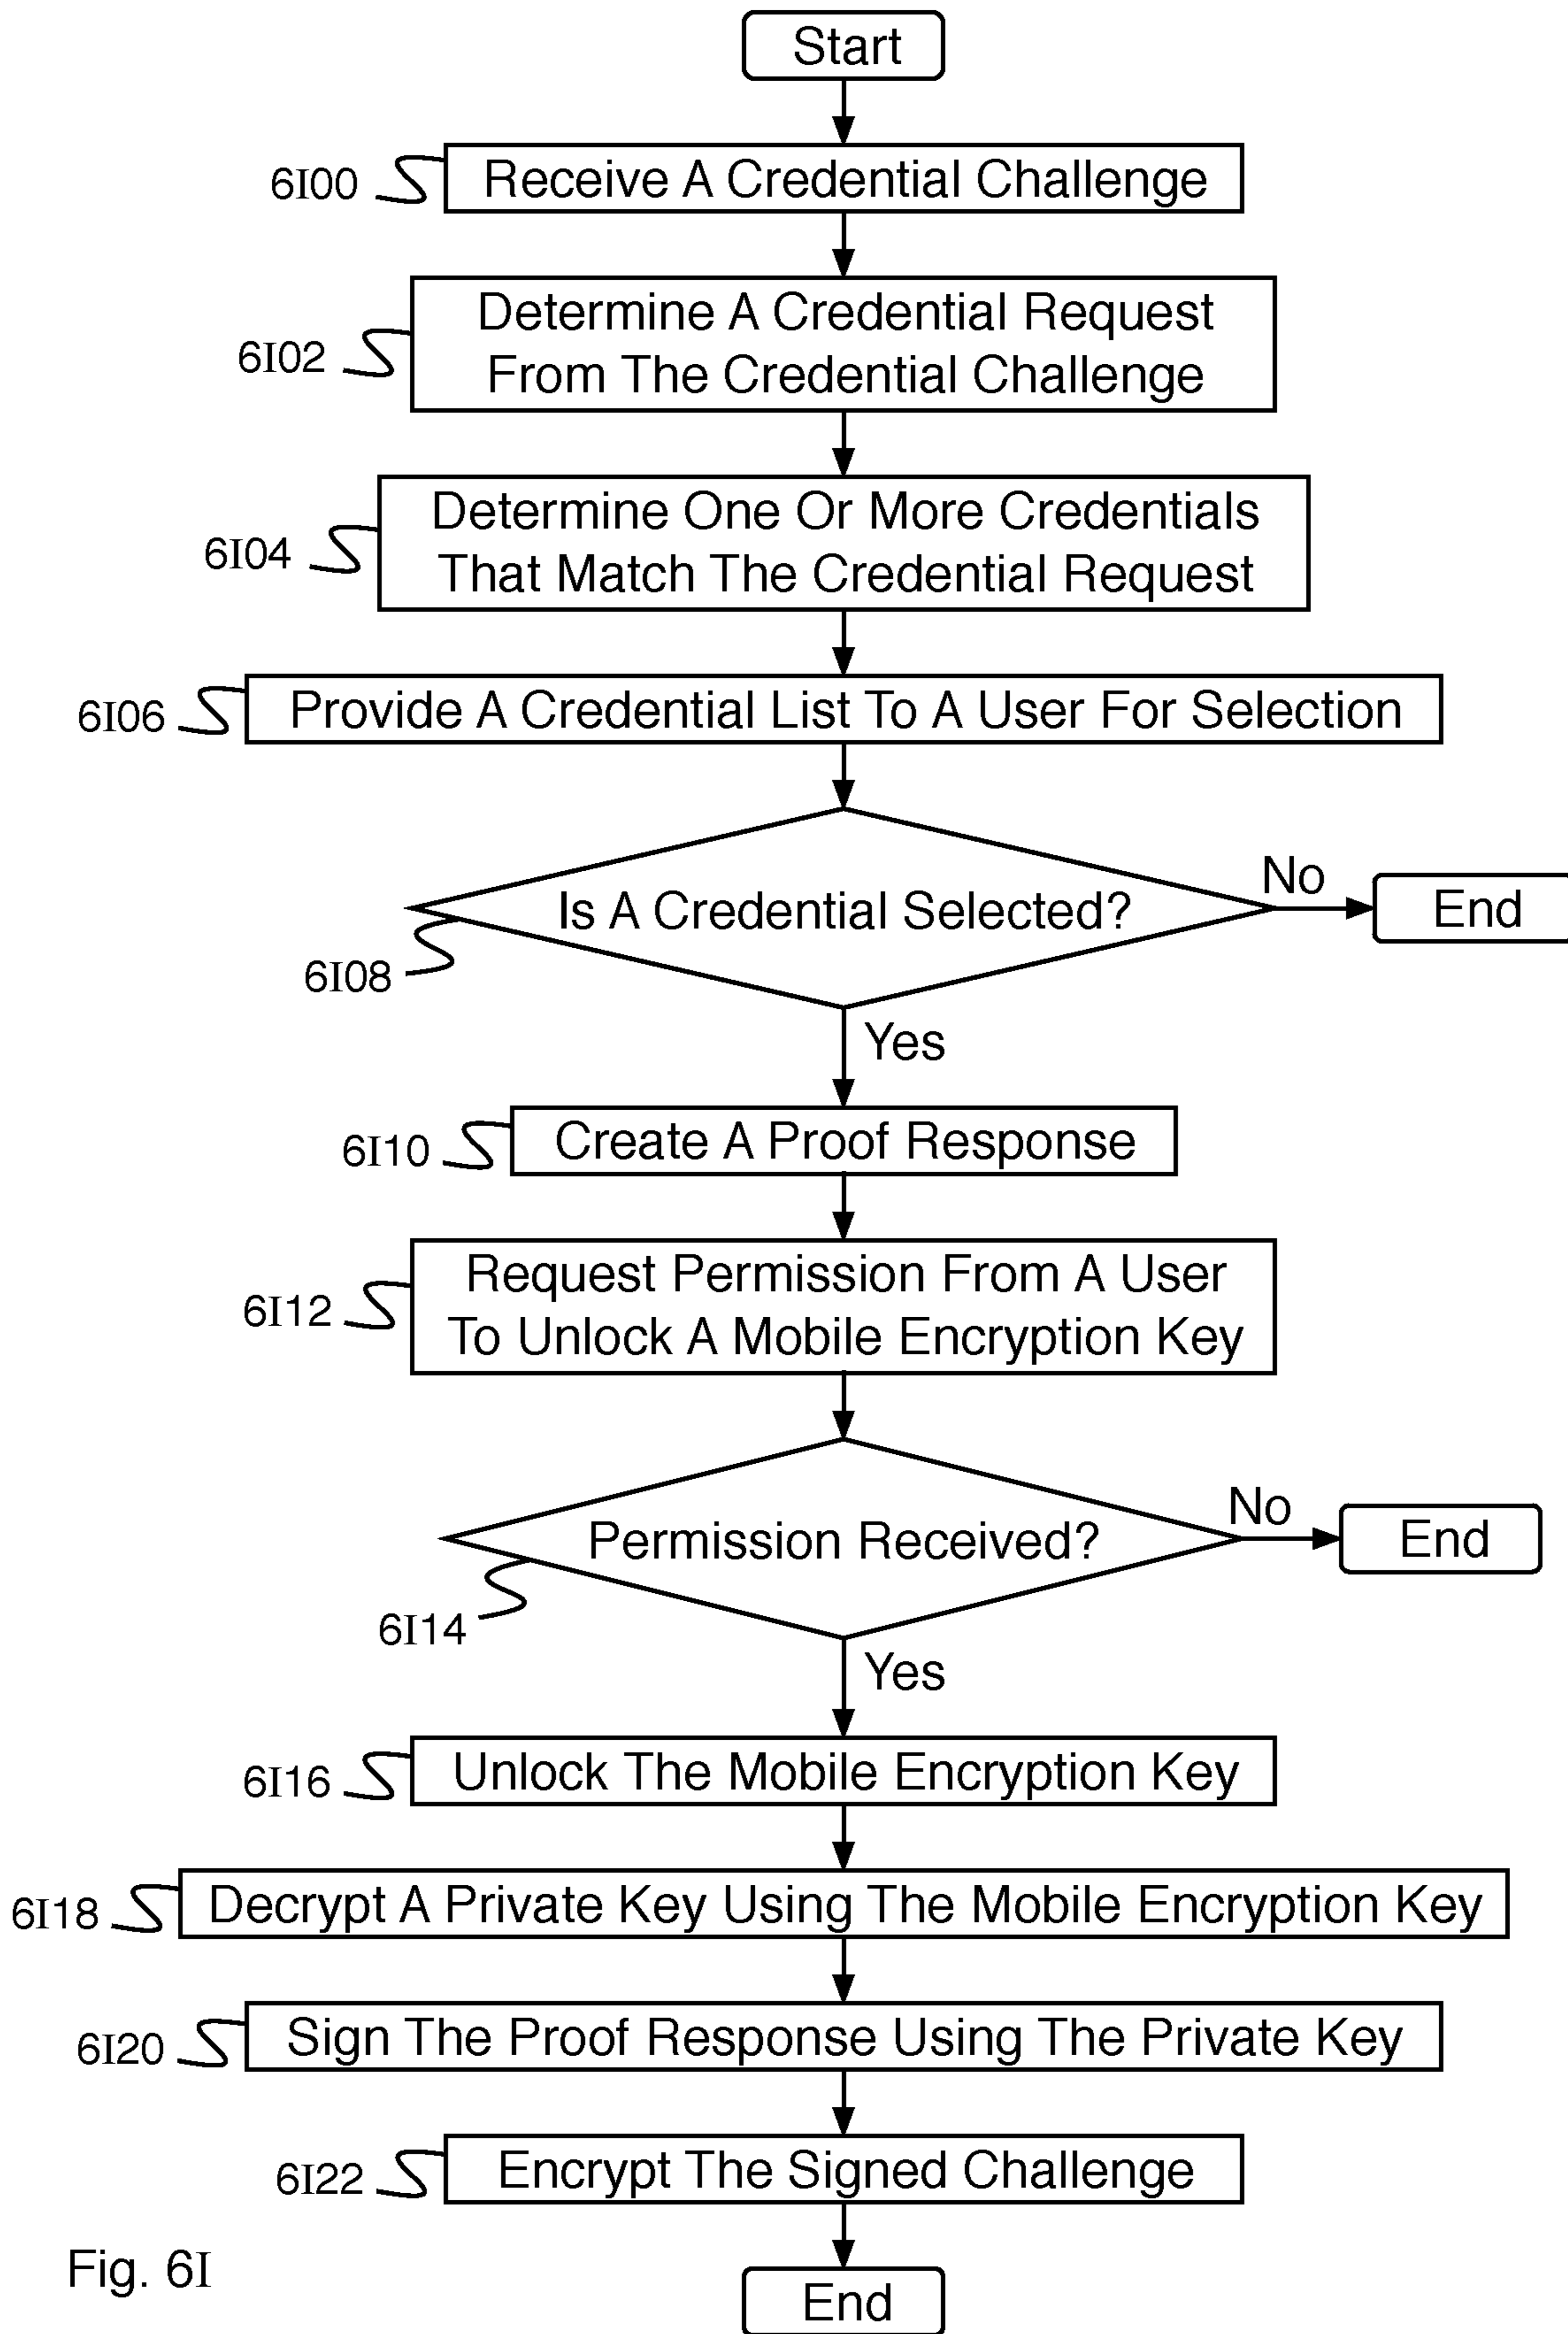 Start
6I00
Receive A Credential Challenge
6I02
Determine A Credential Request
From The Credential Challenge
6I04
Determine One Or More Credentials
That Match The Credential Request
6I06
Provide A Credential List To A User For Selection
Is A Credential Selected?
No
End
6I08
Yes
6I10
Create A Proof Response
6I12
Request Permission From A User
To Unlock A Mobile Encryption Key
Permission Received?
No
End
6I14
Yes
6I16
Unlock The Mobile Encryption Key
6I18
Decrypt A Private Key Using The Mobile Encryption Key
6I20
Sign The Proof Response Using The Private Key
6I22
Encrypt The Signed Challenge
Fig. 6I
End